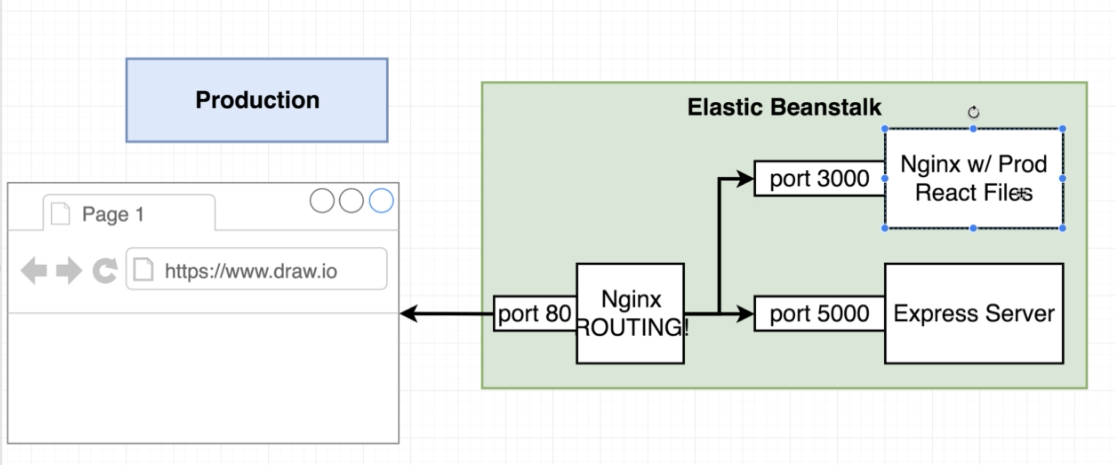 Production
Elastic Beanstalk
Page 1
https://www.draw.io
port 3000
Nginx w/ Prod
React Files
port 80
Nginx
ROUTING!
port 5000
Express Server